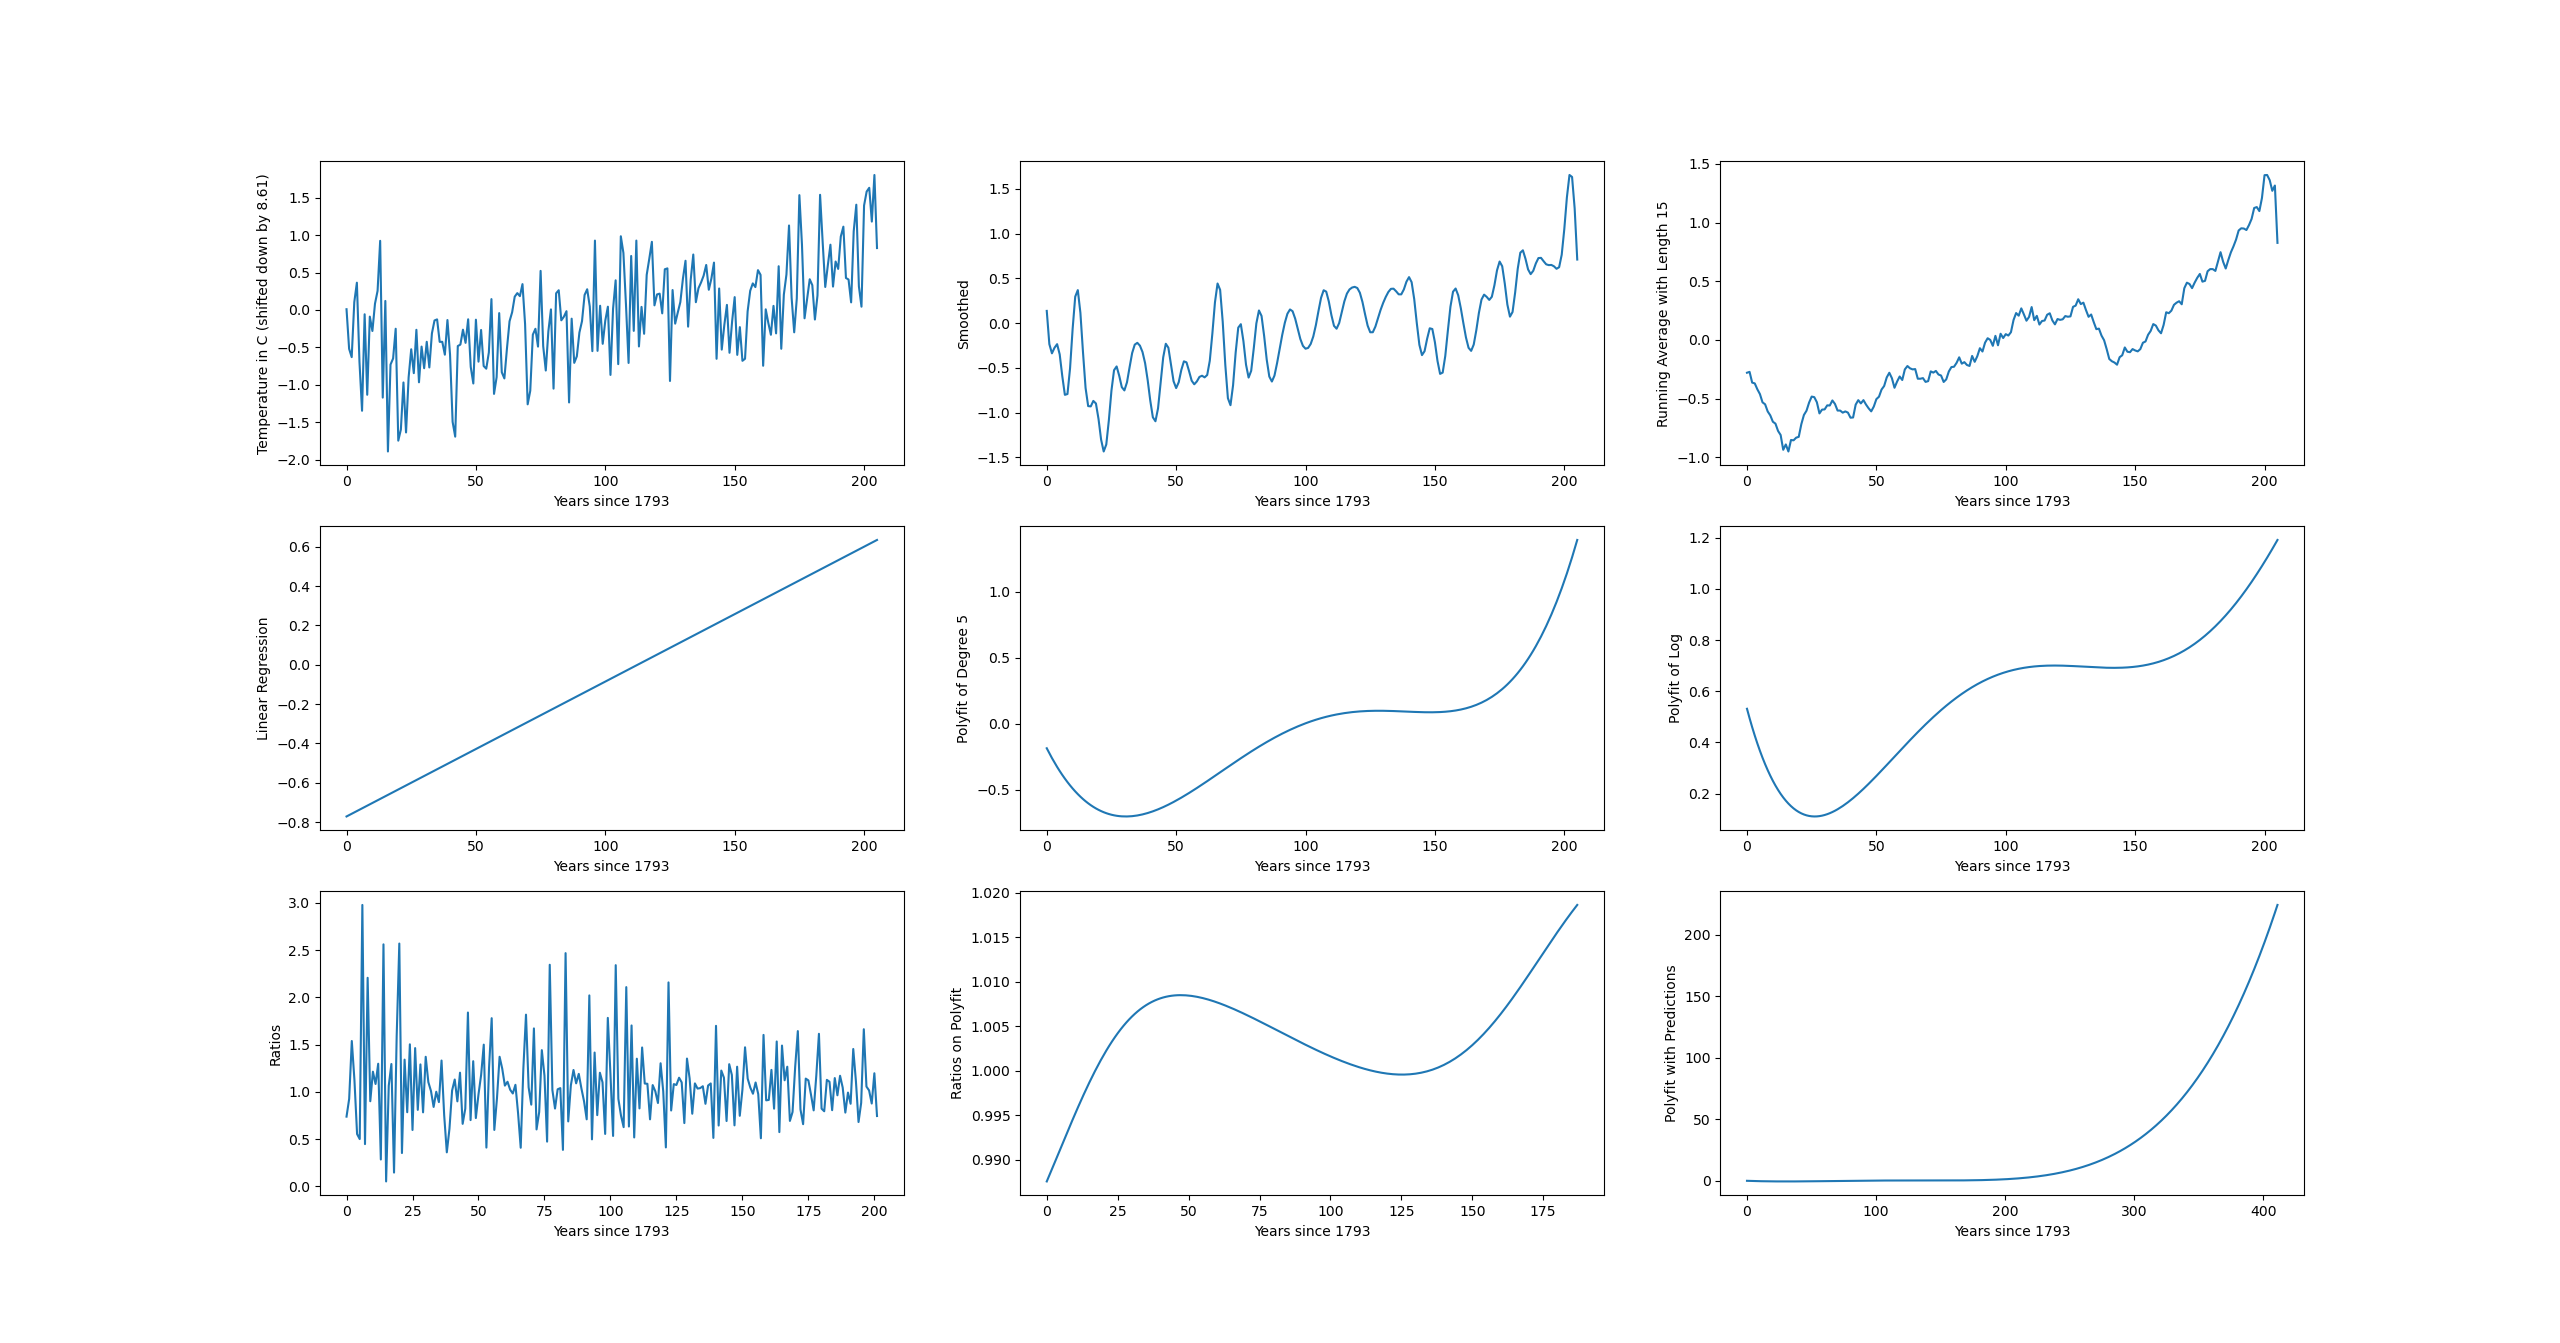 Temperature in C (shifted down by 8.61)
1.5
1.0
0.5
0.0
−0.5
−1.0
−1.5
−2.0
0 50 100 150 200
Years since 1793
Smoothed
1.5
1.0
0.5
0.0
−0.5
−1.0
−1.5
0 50 100 150 200
Years since 1793
Running Average with Length 15
1.5
1.0
0.5
0.0
−0.5
−1.0
0 50 100 150 200
Years since 1793
Linear Regression
0.6
0.4
0.2
0.0
−0.2
−0.4
−0.6
−0.8
0 50 100 150 200
Years since 1793
Polyfit of Degree 5
1.0
0.5
0.0
−0.5
0 50 100 150 200
Years since 1793
Polyfit of Log
1.2
1.0
0.8
0.6
0.4
0.2
0 50 100 150 200
Years since 1793
Ratios
3.0
2.5
2.0
1.5
1.0
0.5
0.0
0 25 50 75 100 125 150 175 200
Years since 1793
Ratios on Polyfit
1.020
1.015
1.010
1.005
1.000
0.995
0.990
0 25 50 75 100 125 150 175
Years since 1793
Polyfit with Predictions
200
150
100
50
0
0 100 200 300 400
Years since 1793